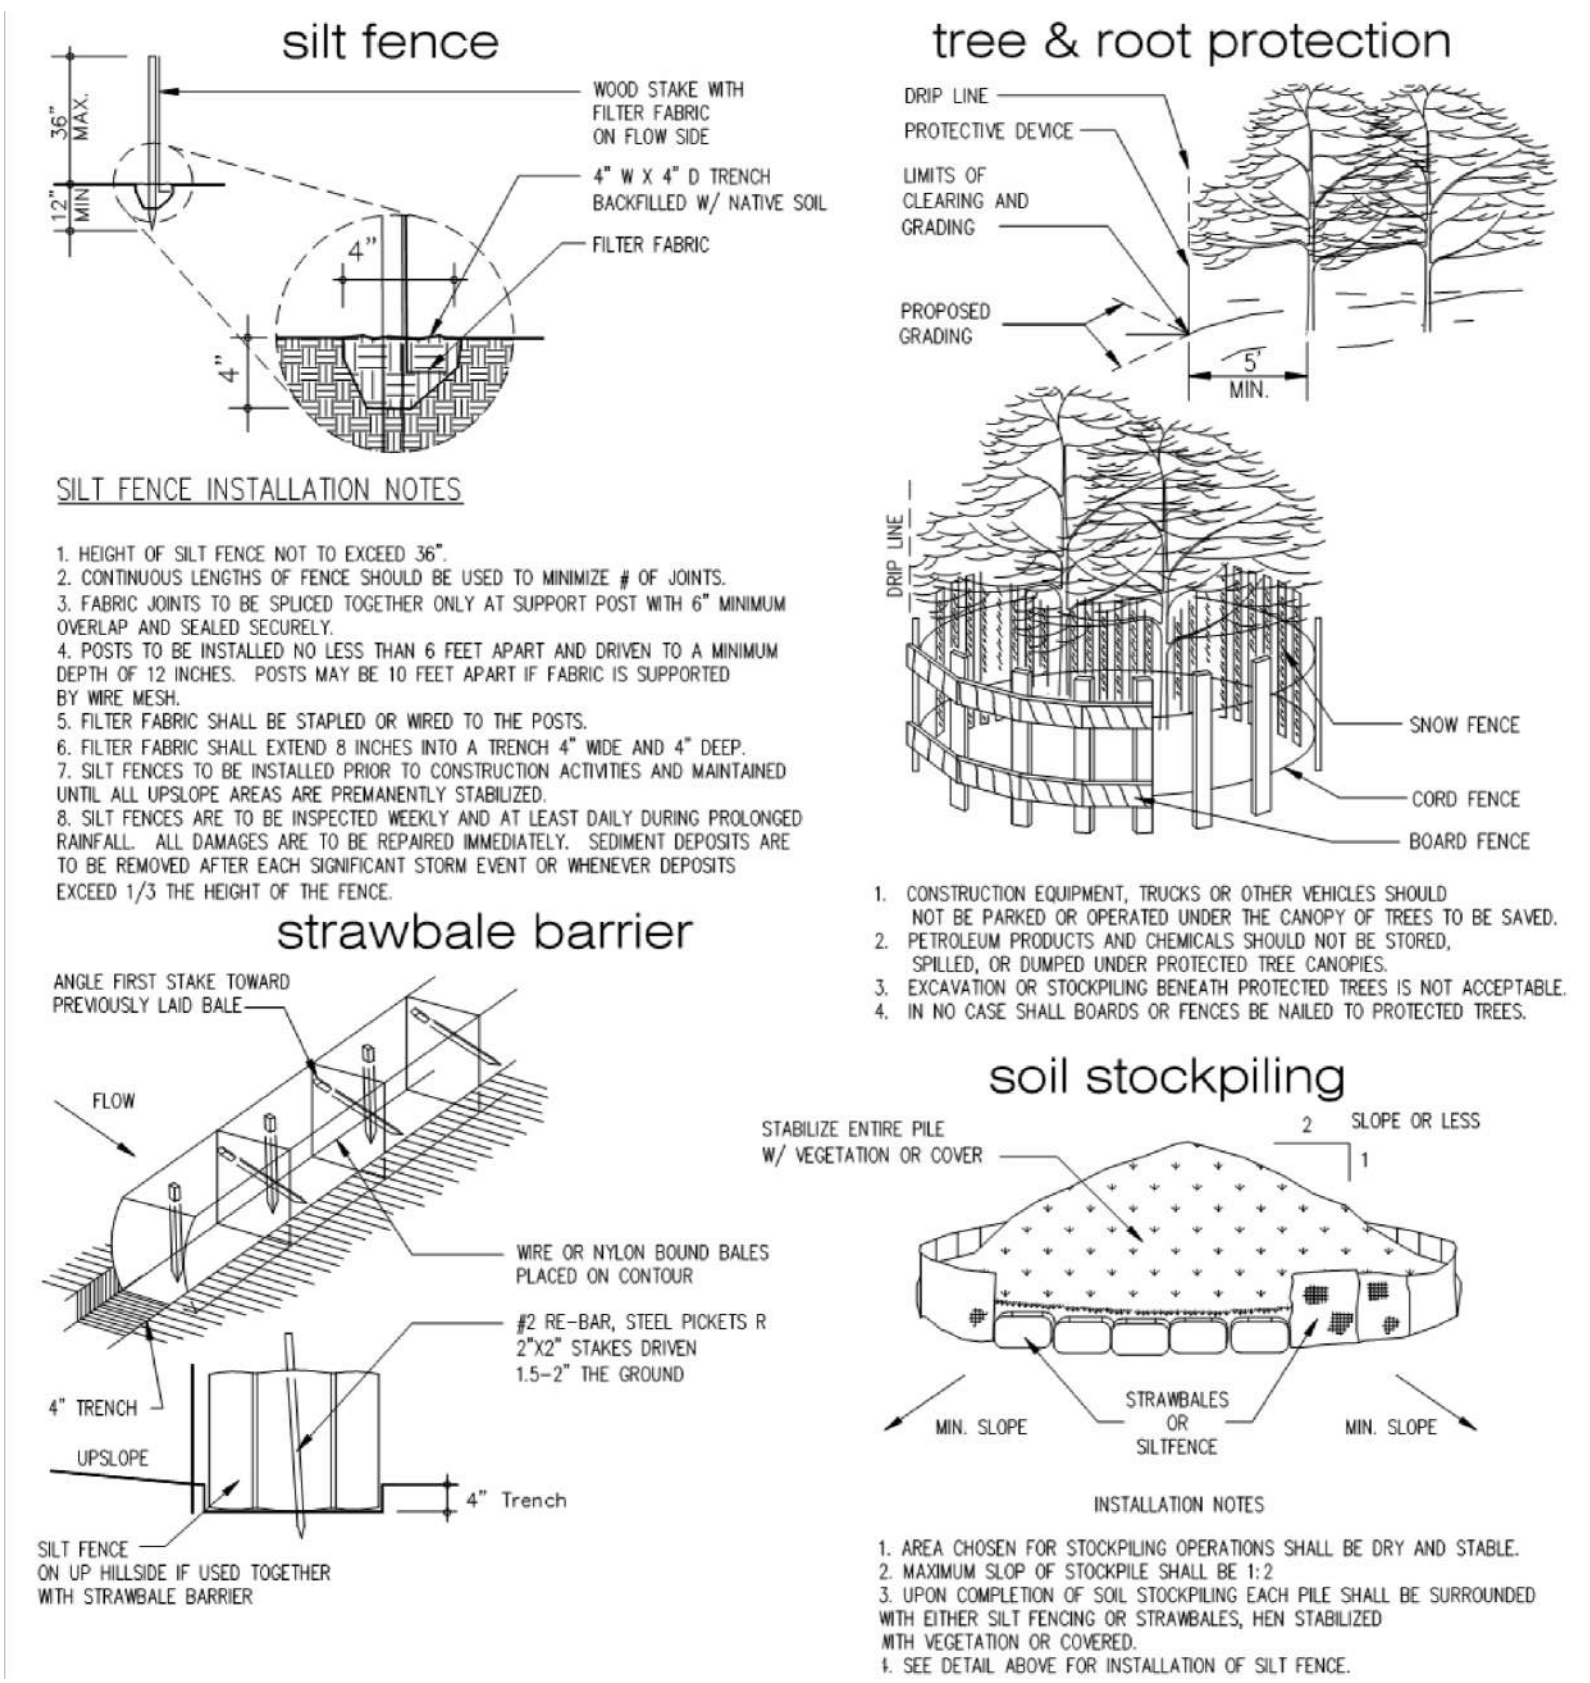 silt fence
36" MAX.
12" MIN
WOOD STAKE WITH
FILTER FABRIC
ON FLOW SIDE
4" W X 4" D TRENCH
BACKFILLED W/ NATIVE SOIL
FILTER FABRIC
4"
4"
SILT FENCE INSTALLATION NOTES
1. HEIGHT OF SILT FENCE NOT TO EXCEED 36".
2. CONTINUOUS LENGTHS OF FENCE SHOULD BE USED TO MINIMIZE # OF JOINTS.
3. FABRIC JOINTS TO BE SPLICED TOGETHER ONLY AT SUPPORT POST WITH 6" MINIMUM
OVERLAP AND SEALED SECURELY.
4. POSTS TO BE INSTALLED NO LESS THAN 6 FEET APART AND DRIVEN TO A MINIMUM
DEPTH OF 12 INCHES. POSTS MAY BE 10 FEET APART IF FABRIC IS SUPPORTED
BY WIRE MESH.
5. FILTER FABRIC SHALL BE STAPLED OR WIRED TO THE POSTS.
6. FILTER FABRIC SHALL EXTEND 8 INCHES INTO A TRENCH 4" WIDE AND 4" DEEP.
7. SILT FENCES TO BE INSTALLED PRIOR TO CONSTRUCTION ACTIVITIES AND MAINTAINED
UNTIL ALL UPSLOPE AREAS ARE PREMANENTLY STABILIZED.
8. SILT FENCES ARE TO BE INSPECTED WEEKLY AND AT LEAST DAILY DURING PROLONGED
RAINFALL. ALL DAMAGES ARE TO BE REPAIRED IMMEDIATELY. SEDIMENT DEPOSITS ARE
TO BE REMOVED AFTER EACH SIGNIFICANT STORM EVENT OR WHENEVER DEPOSITS
EXCEED 1/3 THE HEIGHT OF THE FENCE.
strawbale barrier
ANGLE FIRST STAKE TOWARD
PREVIOUSLY LAID BALE
FLOW
WIRE OR NYLON BOUND BALES
PLACED ON CONTOUR
#2 RE-BAR, STEEL PICKETS R
2"X2" STAKES DRIVEN
1.5-2" THE GROUND
4" TRENCH
UPSLOPE
4" Trench
SILT FENCE
ON UP HILLSIDE IF USED TOGETHER
WITH STRAWBALE BARRIER
tree & root protection
DRIP LINE
PROTECTIVE DEVICE
LIMITS OF
CLEARING AND
GRADING
PROPOSED
GRADING
5'
MIN.
DRIP LINE
SNOW FENCE
CORD FENCE
BOARD FENCE
1. CONSTRUCTION EQUIPMENT, TRUCKS OR OTHER VEHICLES SHOULD
NOT BE PARKED OR OPERATED UNDER THE CANOPY OF TREES TO BE SAVED.
2. PETROLEUM PRODUCTS AND CHEMICALS SHOULD NOT BE STORED,
SPILLED, OR DUMPED UNDER PROTECTED TREE CANOPIES.
3. EXCAVATION OR STOCKPILING BENEATH PROTECTED TREES IS NOT ACCEPTABLE.
4. IN NO CASE SHALL BOARDS OR FENCES BE NAILED TO PROTECTED TREES.
soil stockpiling
STABILIZE ENTIRE PILE
W/ VEGETATION OR COVER
2
SLOPE OR LESS
1
STRAWBALES
OR
SILTFENCE
MIN. SLOPE
MIN. SLOPE
INSTALLATION NOTES
1. AREA CHOSEN FOR STOCKPILING OPERATIONS SHALL BE DRY AND STABLE.
2. MAXIMUM SLOP OF STOCKPILE SHALL BE 1:2
3. UPON COMPLETION OF SOIL STOCKPILING EACH PILE SHALL BE SURROUNDED
WITH EITHER SILT FENCING OR STRAWBALES, HEN STABILIZED
WITH VEGETATION OR COVERED.
4. SEE DETAIL ABOVE FOR INSTALLATION OF SILT FENCE.